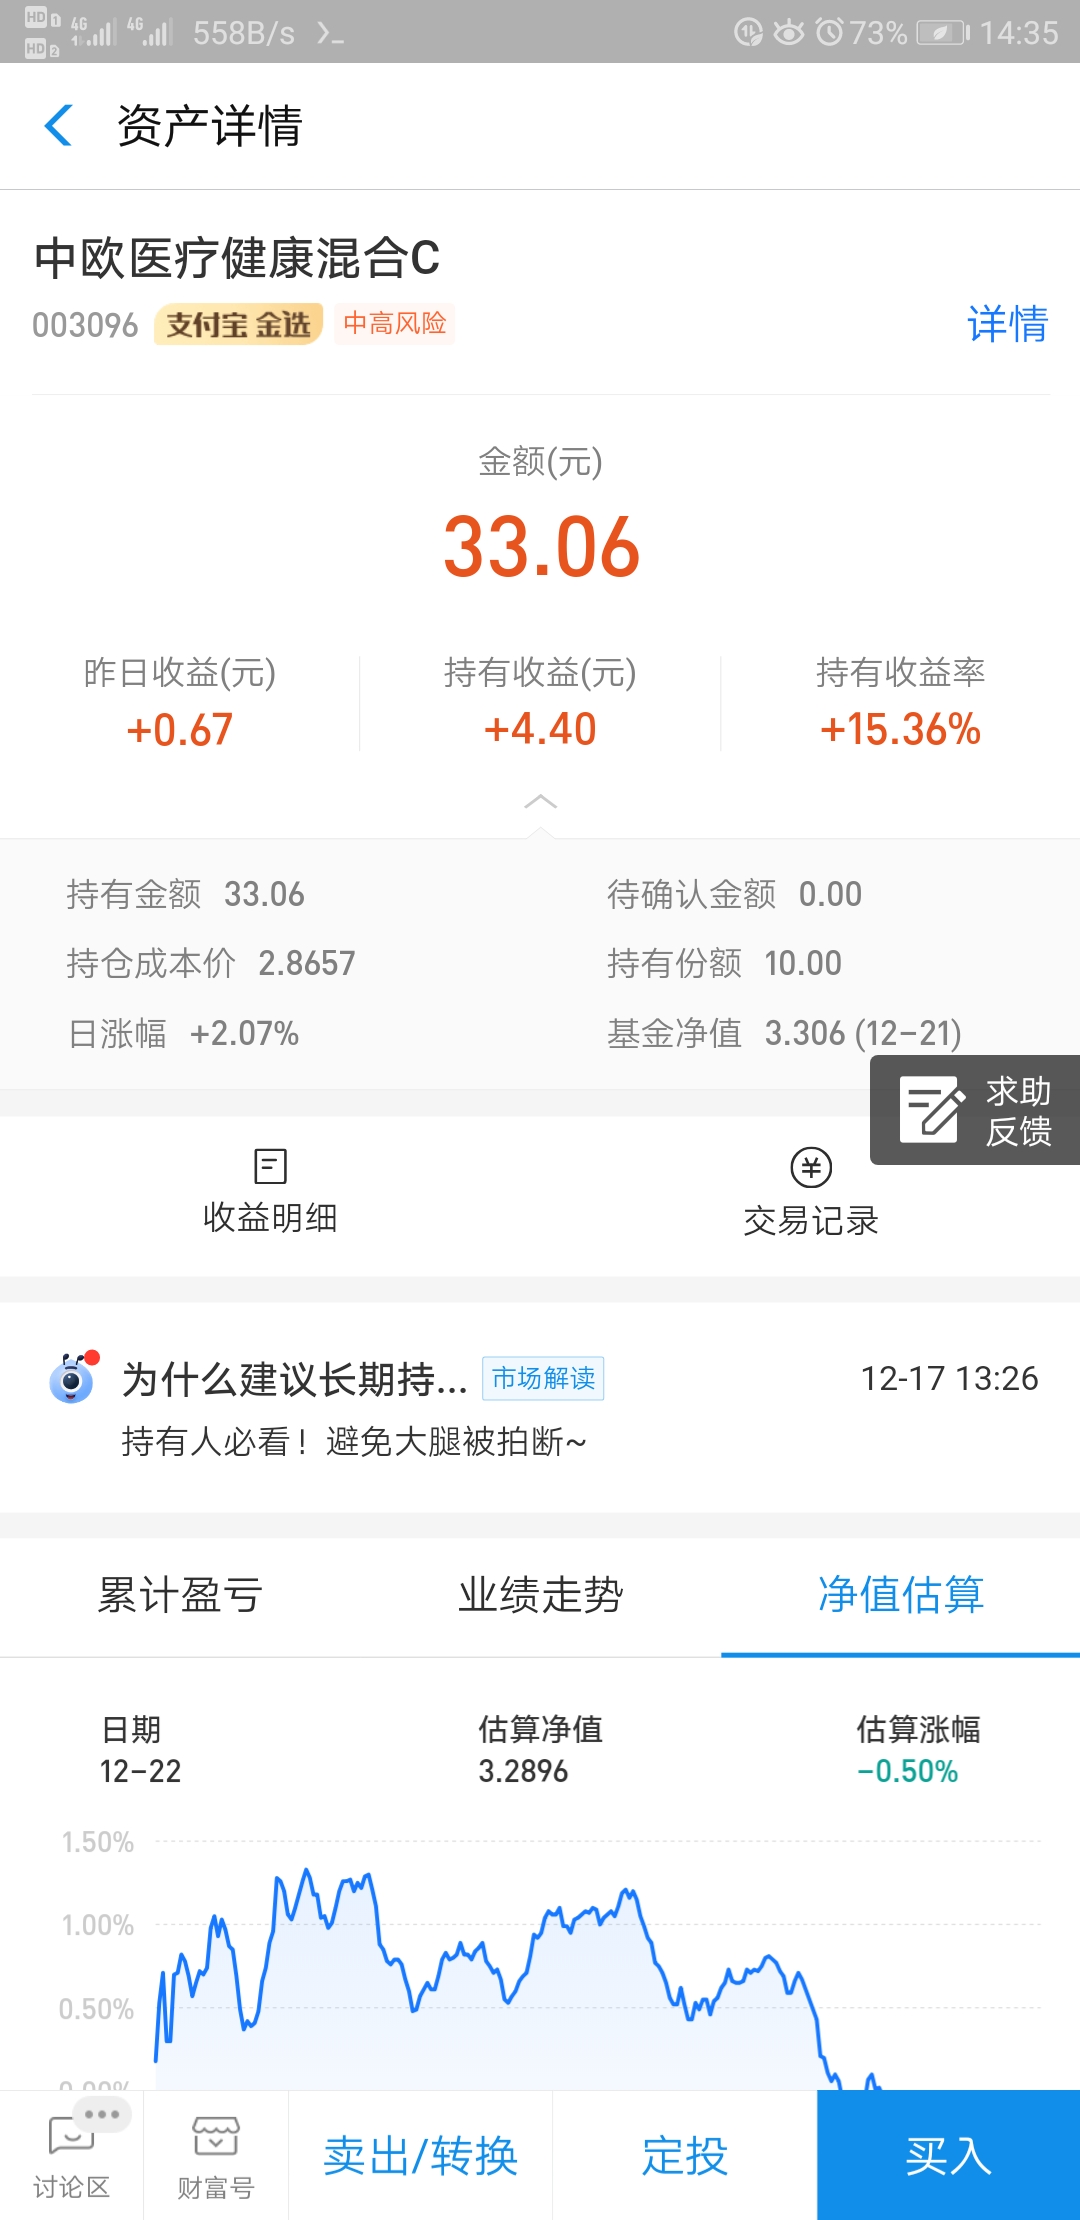 HD 1 4G 4G 558B/s 73% 14:35
HD 2
资产详情
中欧医疗健康混合C
003096 支付宝 金选 中高风险 详情
金额(元)
33.06
昨日收益(元) 持有收益(元) 持有收益率
+0.67 +4.40 +15.36%
持有金额 33.06 待确认金额 0.00
持仓成本价 2.8657 持有份额 10.00
日涨幅 +2.07% 基金净值 3.306 (12-21)
求助
反馈
收益明细 交易记录
为什么建议长期持... 市场解读 12-17 13:26
持有人必看！避免大腿被拍断~
累计盈亏 业绩走势 净值估算
日期 估算净值 估算涨幅
12-22 3.2896 -0.50%
1.50%
1.00%
0.50%
0.00%
讨论区 财富号 卖出/转换 定投 买入